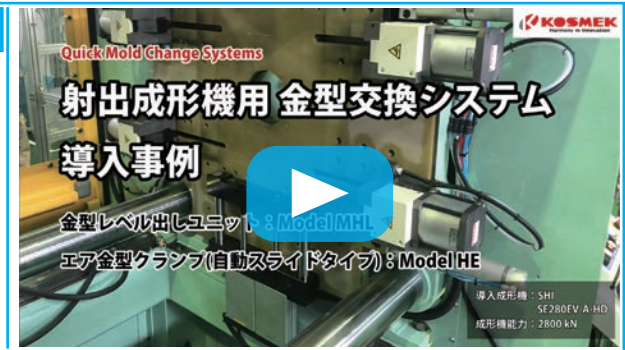 KOSMEK
Harmony in Innovation
Quick Mold Change Systems
射出成形機用 金型交換システム
導入事例
金型レベル出しユニット：Model MHL
エア金型クランプ(自動スライドタイプ)：Model HE
導入成形機：SHI
SE280EV-A-HD
成形機能力：2800 kN